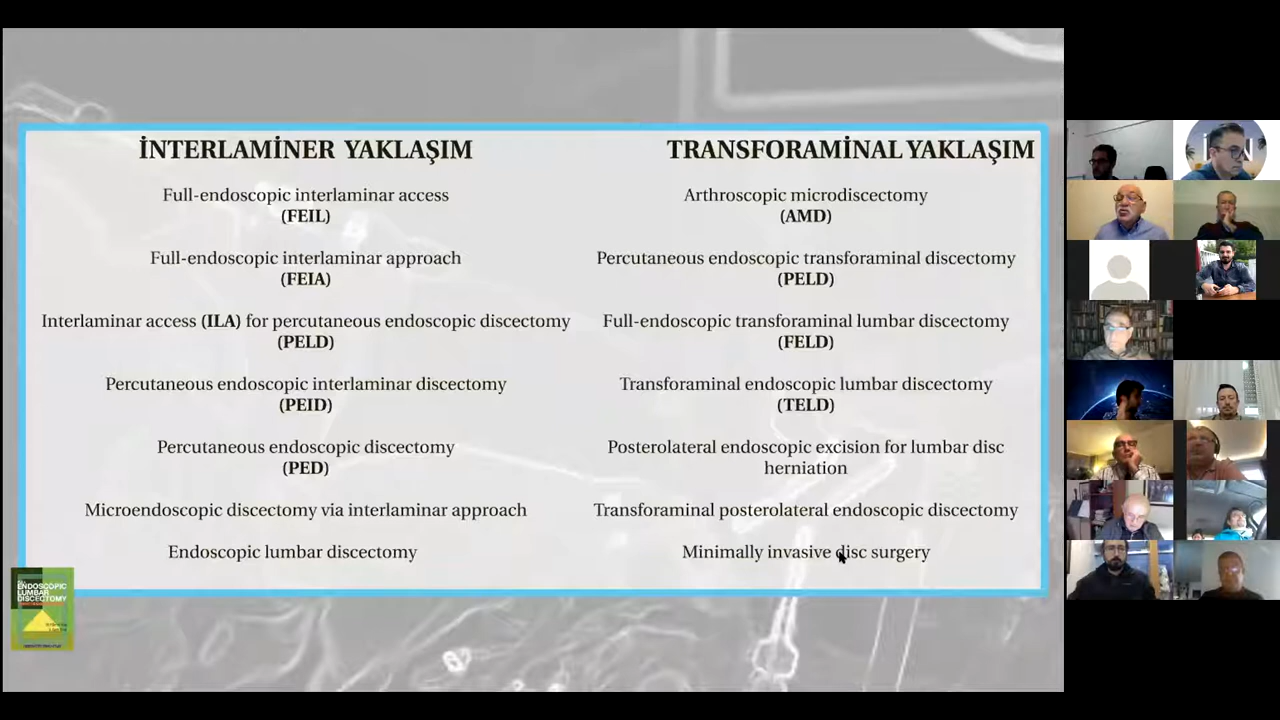 İNTERLAMİNER YAKLAŞIM
Full-endoscopic interlaminar access
(FEIL)
Full-endoscopic interlaminar approach
(FEIA)
Interlaminar access (ILA) for percutaneous endoscopic discectomy
(PELD)
Percutaneous endoscopic interlaminar discectomy
(PEID)
Percutaneous endoscopic discectomy
(PED)
Microendoscopic discectomy via interlaminar approach
Endoscopic lumbar discectomy
TRANSFORAMİNAL YAKLAŞIM
Arthroscopic microdiscectomy
(AMD)
Percutaneous endoscopic transforaminal discectomy
(PELD)
Full-endoscopic transforaminal lumbar discectomy
(FELD)
Transforaminal endoscopic lumbar discectomy
(TELD)
Posterolateral endoscopic excision for lumbar disc
herniation
Transforaminal posterolateral endoscopic discectomy
Minimally invasive disc surgery
ENDOSCOPIC
LUMBAR
DISCECTOMY